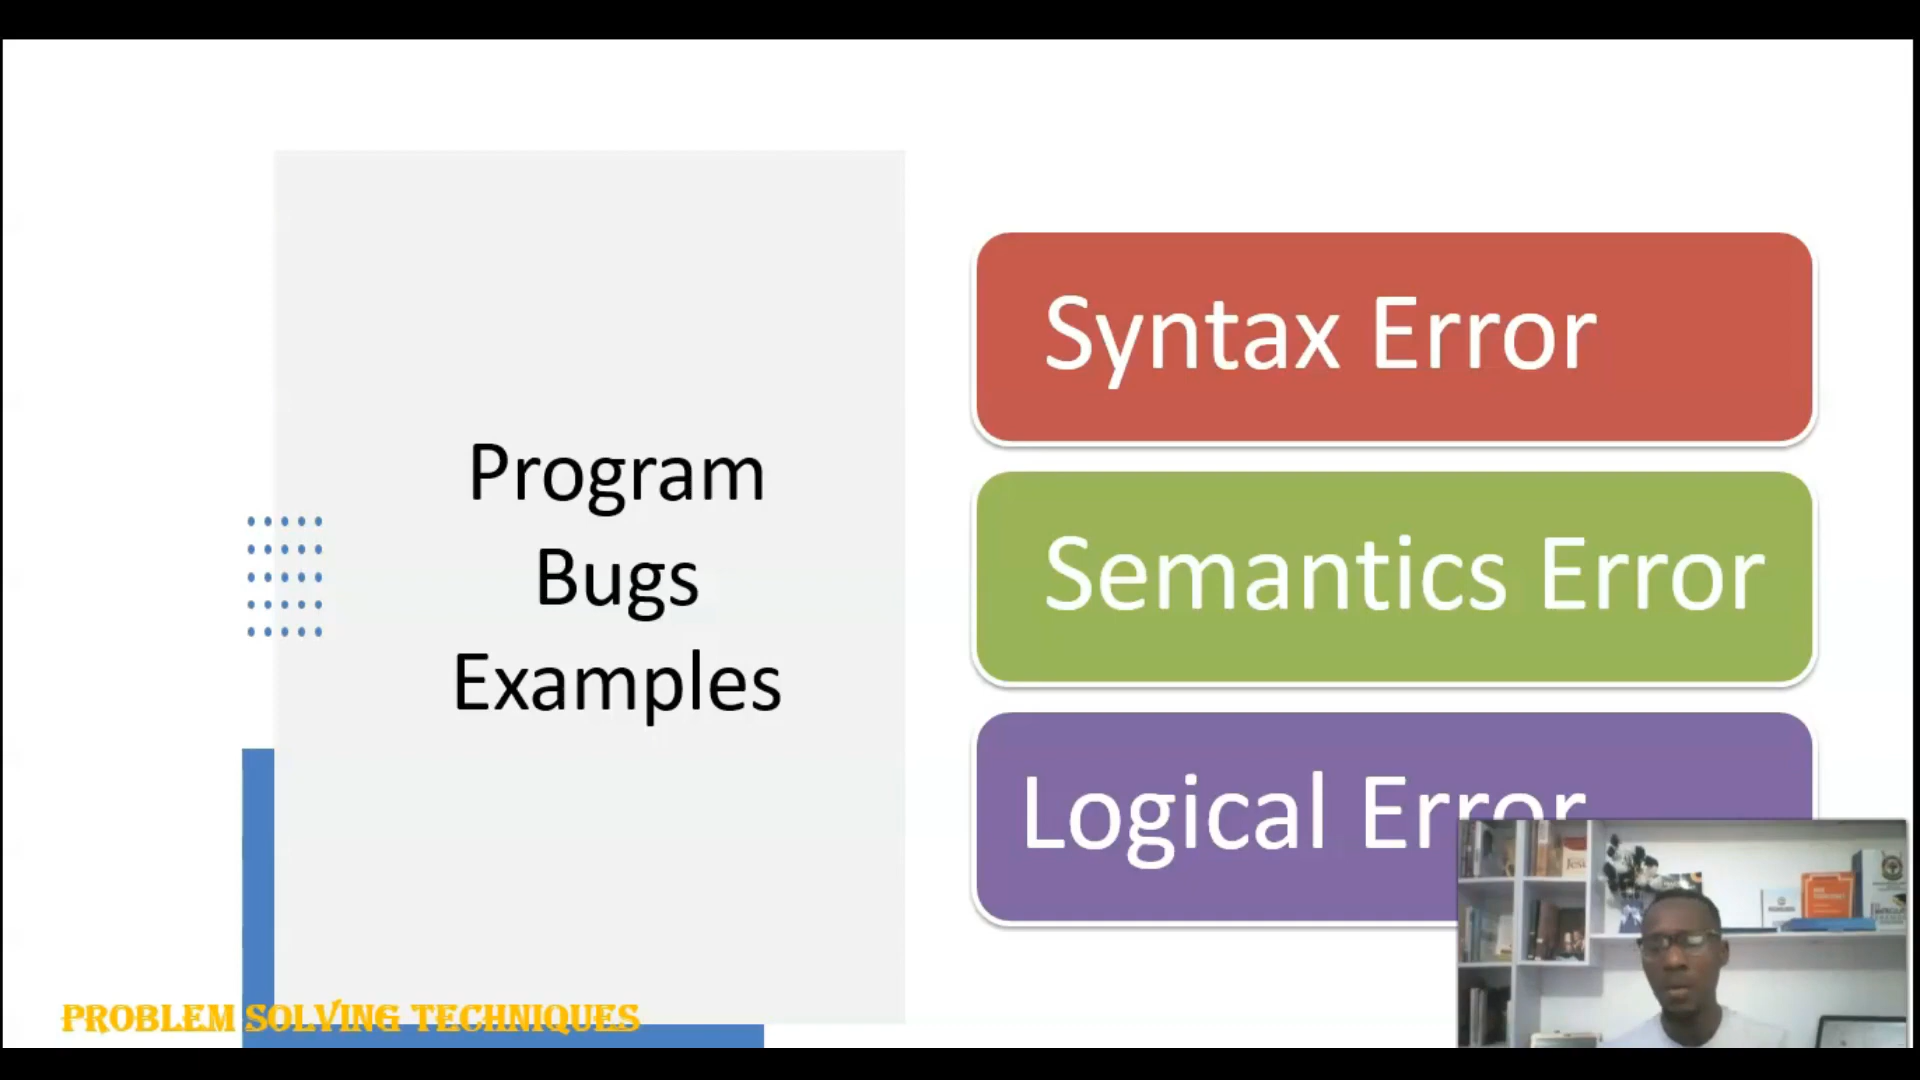 Program
Bugs
Examples
Syntax Error
Semantics Error
Logical Error
PROBLEM SOLVING TECHNIQUES